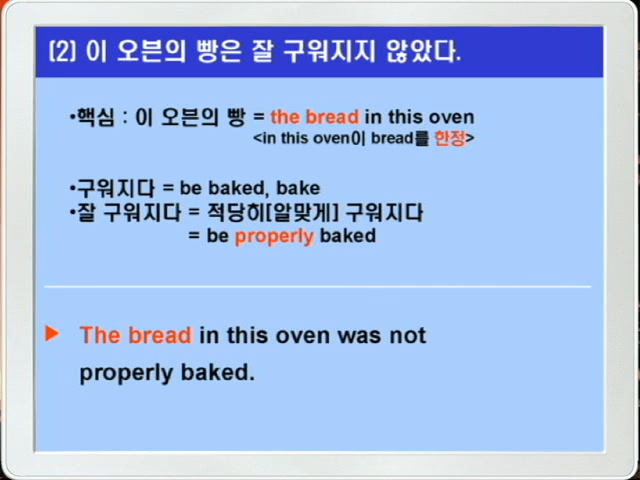 (2) 이 오븐의 빵은 잘 구워지지 않았다.
•핵심 : 이 오븐의 빵 = the bread in this oven
<in this oven이 bread를 한정>
•구워지다 = be baked, bake
•잘 구워지다 = 적당히[알맞게] 구워지다
= be properly baked
The bread in this oven was not
properly baked.